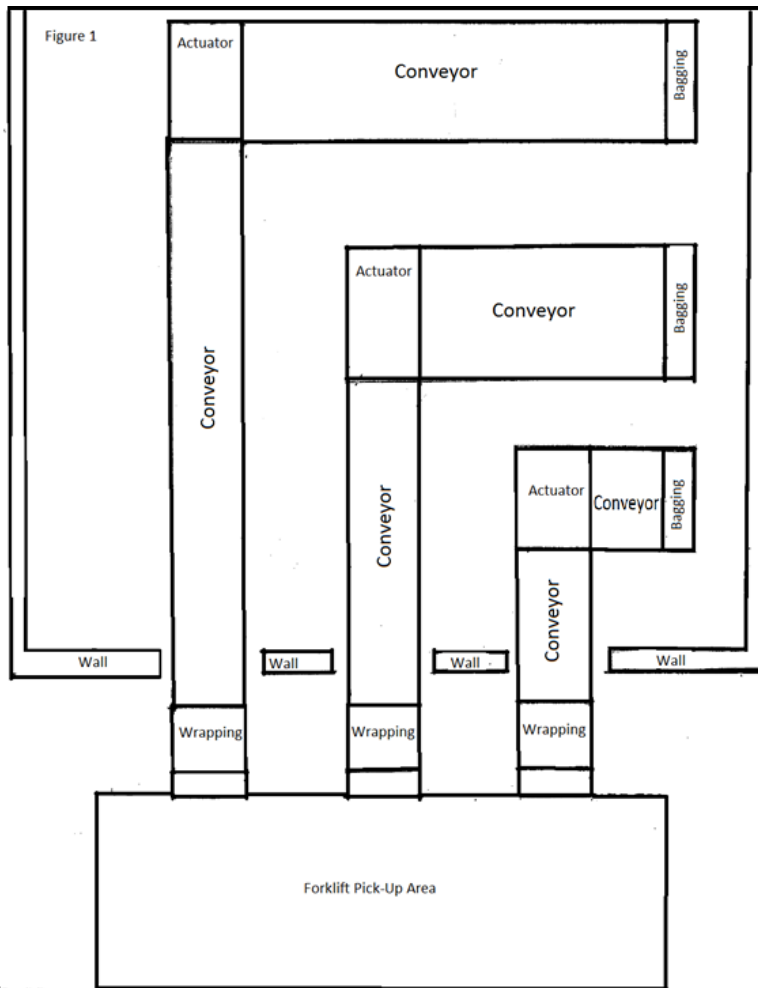 Figure 1
Actuator
Conveyor
Bagging
Actuator
Conveyor
Bagging
Conveyor
Actuator
Conveyor
Bagging
Conveyor
Conveyor
Wall
Wall
Wall
Wall
Wrapping
Wrapping
Wrapping
Forklift Pick-Up Area